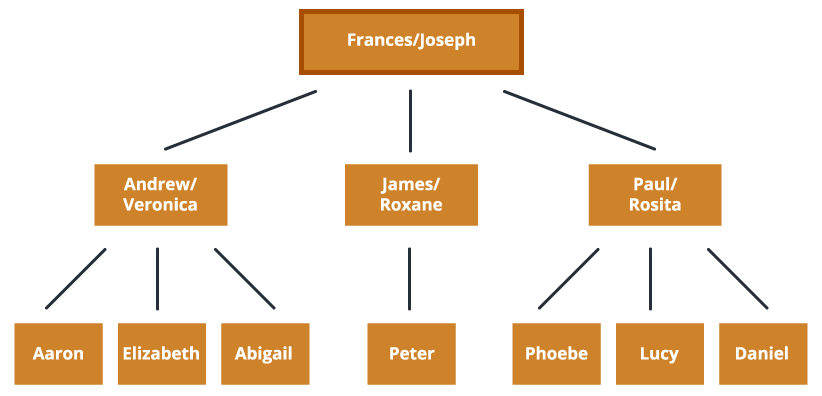 Frances/Joseph
Andrew/
Veronica
James/
Roxane
Paul/
Rosita
Aaron
Elizabeth
Abigail
Peter
Phoebe
Lucy
Daniel